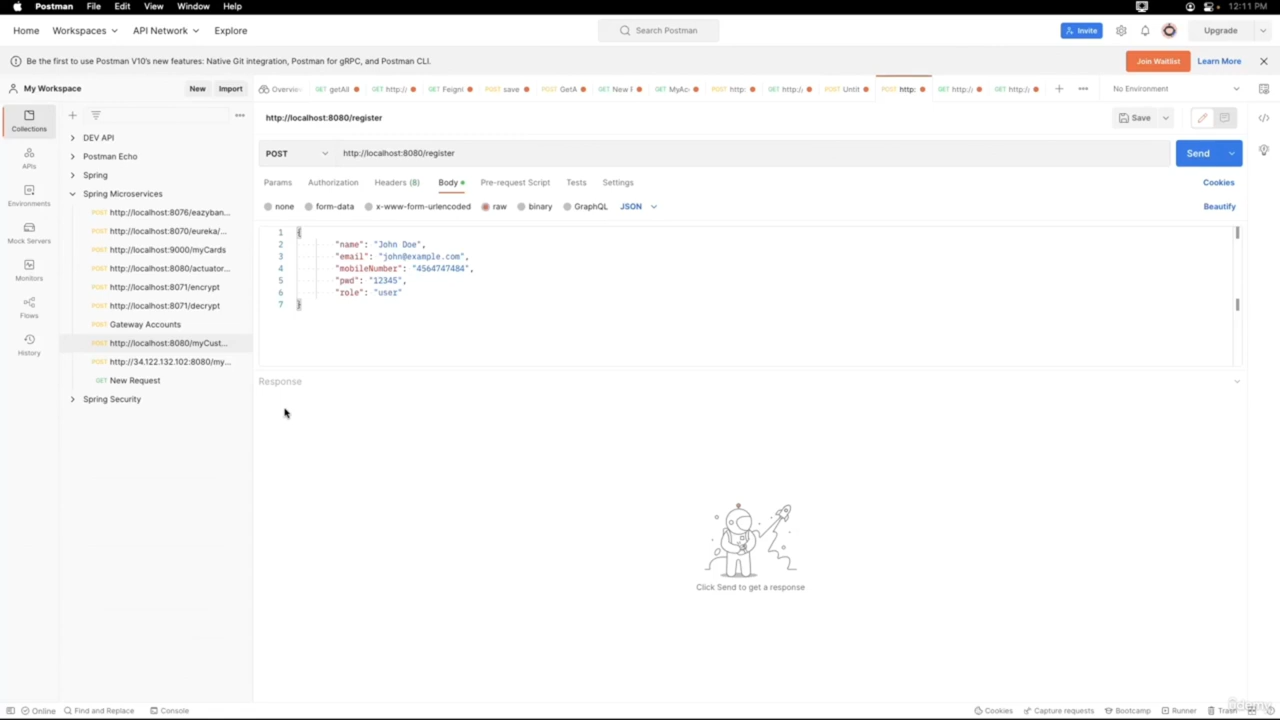 Postman File Edit View Window Help 12:11 PM
Home Workspaces API Network Explore Search Postman Invite Upgrade
Be the first to use Postman V10's new features: Native Git integration, Postman for gRPC, and Postman CLI. Join Waitlist Learn More
My Workspace New Import
Overview GET getAll GET http:/ GET Feigni POST save POST GetA GET New F GET MyAc POST http: GET http:/ POST Untit POST http: GET http:/ GET http:/ No Environment
Collections
APIs
Environments
Mock Servers
Monitors
Flows
History
DEV API
Postman Echo
Spring
Spring Microservices
POST http://localhost:8076/eazyban...
POST http://localhost:8070/eureka/...
POST http://localhost:9000/myCards
POST http://localhost:8080/actuator...
POST http://localhost:8071/encrypt
POST http://localhost:8071/decrypt
POST Gateway Accounts
POST http://localhost:8080/myCust...
POST http://34.122.132.102:8080/my...
GET New Request
Spring Security
http://localhost:8080/register Save
POST http://localhost:8080/register Send
Params Authorization Headers (8) Body Pre-request Script Tests Settings Cookies
none form-data x-www-form-urlencoded raw binary GraphQL JSON Beautify
1 {
2 "name": "John Doe",
3 "email": "john@example.com",
4 "mobileNumber": "4564747484",
5 "pwd": "12345",
6 "role": "user"
7 }
Response
Click Send to get a response
Online Find and Replace Console Cookies Capture requests Bootcamp Runner Trash